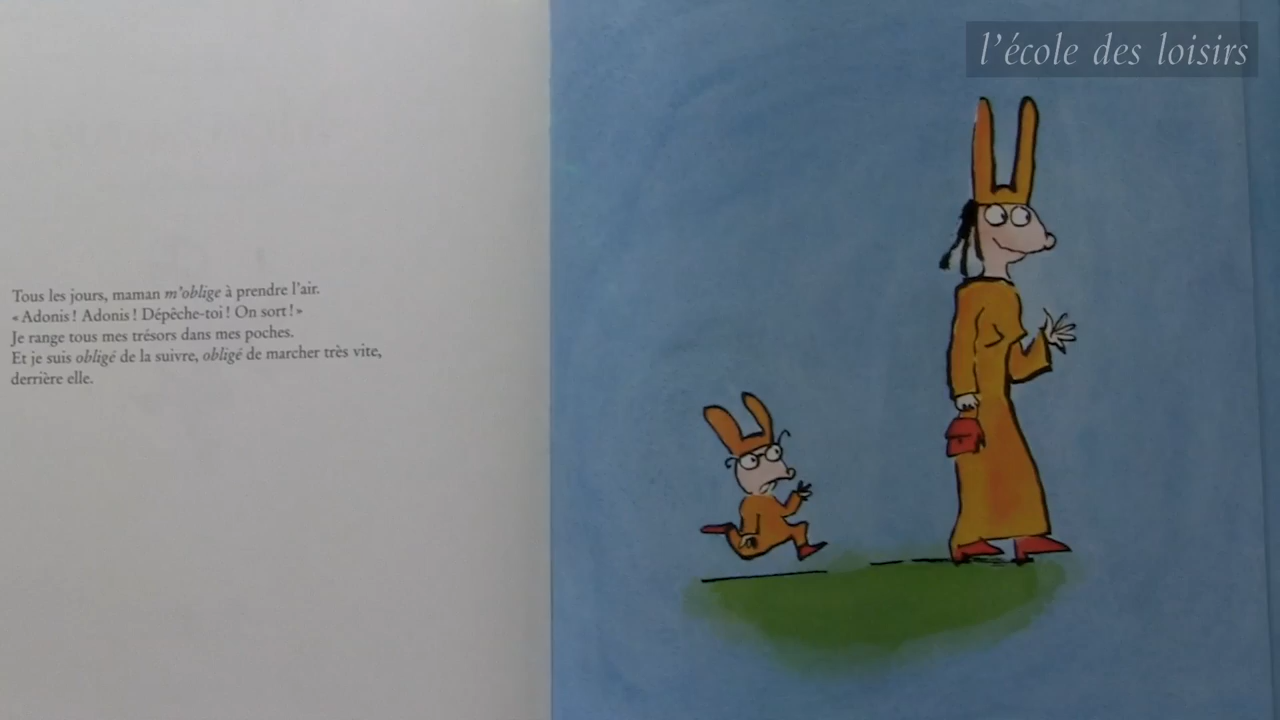 l'école des loisirs
Tous les jours, maman m'oblige à prendre l'air.
« Adonis ! Adonis ! Dépêche-toi ! On sort ! »
Je range tous mes trésors dans mes poches.
Et je suis obligé de la suivre, obligé de marcher très vite,
derrière elle.